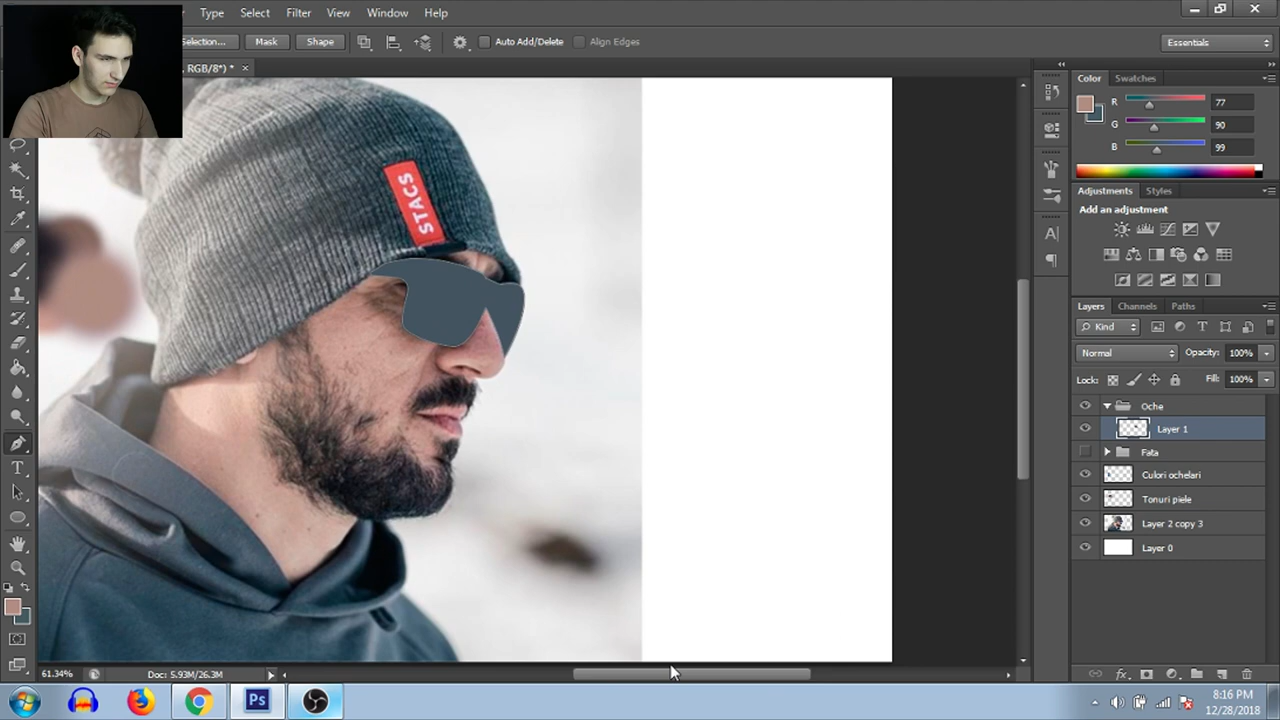 Type Select Filter View Window Help
Selection... Mask Shape Auto Add/Delete Align Edges Essentials
RGB/8*) * ×
Color Swatches
R 77
G 90
B 99
Adjustments Styles
Add an adjustment
Layers Channels Paths
Kind
Normal Opacity: 100%
Lock: Fill: 100%
Oche
Layer 1
Fata
Culori ochelari
Tonuri piele
Layer 2 copy 3
Layer 0
STACS
61.34% Doc: 5.93M/26.3M
Ps
8:16 PM
12/28/2018